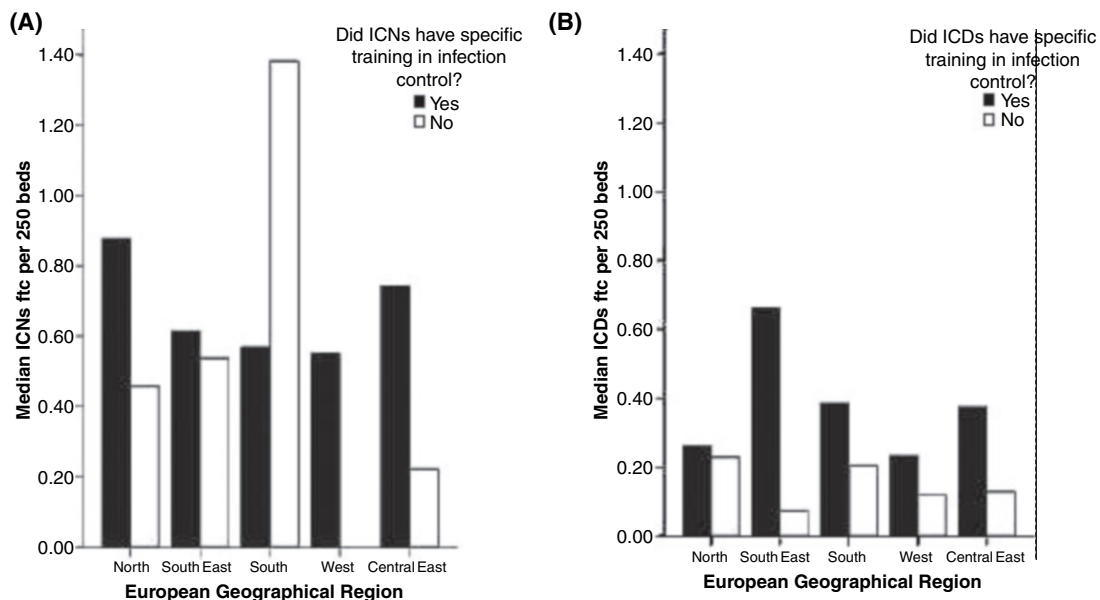 (A)
Did ICNs have specific
training in infection
control?
Yes
No
Median ICNs ftc per 250 beds
1.40
1.20
1.00
0.80
0.60
0.40
0.20
0.00
North South East South West Central East
European Geographical Region
(B)
Did ICDs have specific
training in infection
control?
Yes
No
Median ICDs ftc per 250 beds
1.40
1.20
1.00
0.80
0.60
0.40
0.20
0.00
North South East South West Central East
European Geographical Region